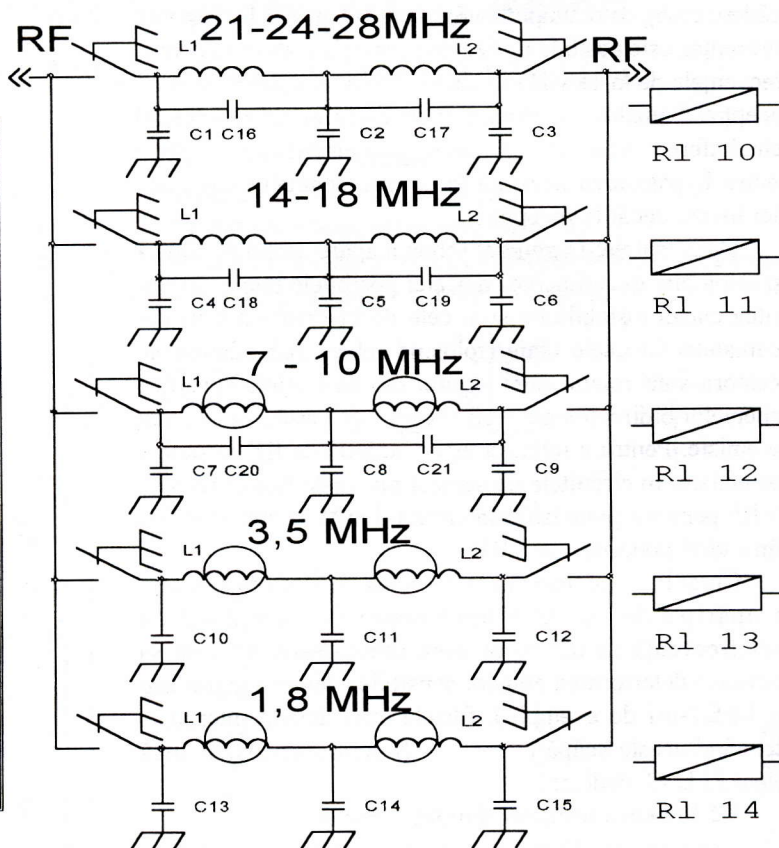 21-24-28MHz
RF L1 L2 RF
C1 C16 C2 C17 C3
Rl 10
14-18 MHz
L1 L2
C4 C18 C5 C19 C6
Rl 11
7 - 10 MHz
L1 L2
C7 C20 C8 C21 C9
Rl 12
3,5 MHz
L1 L2
C10 C11 C12
Rl 13
1,8 MHz
L1 L2
C13 C14 C15
Rl 14